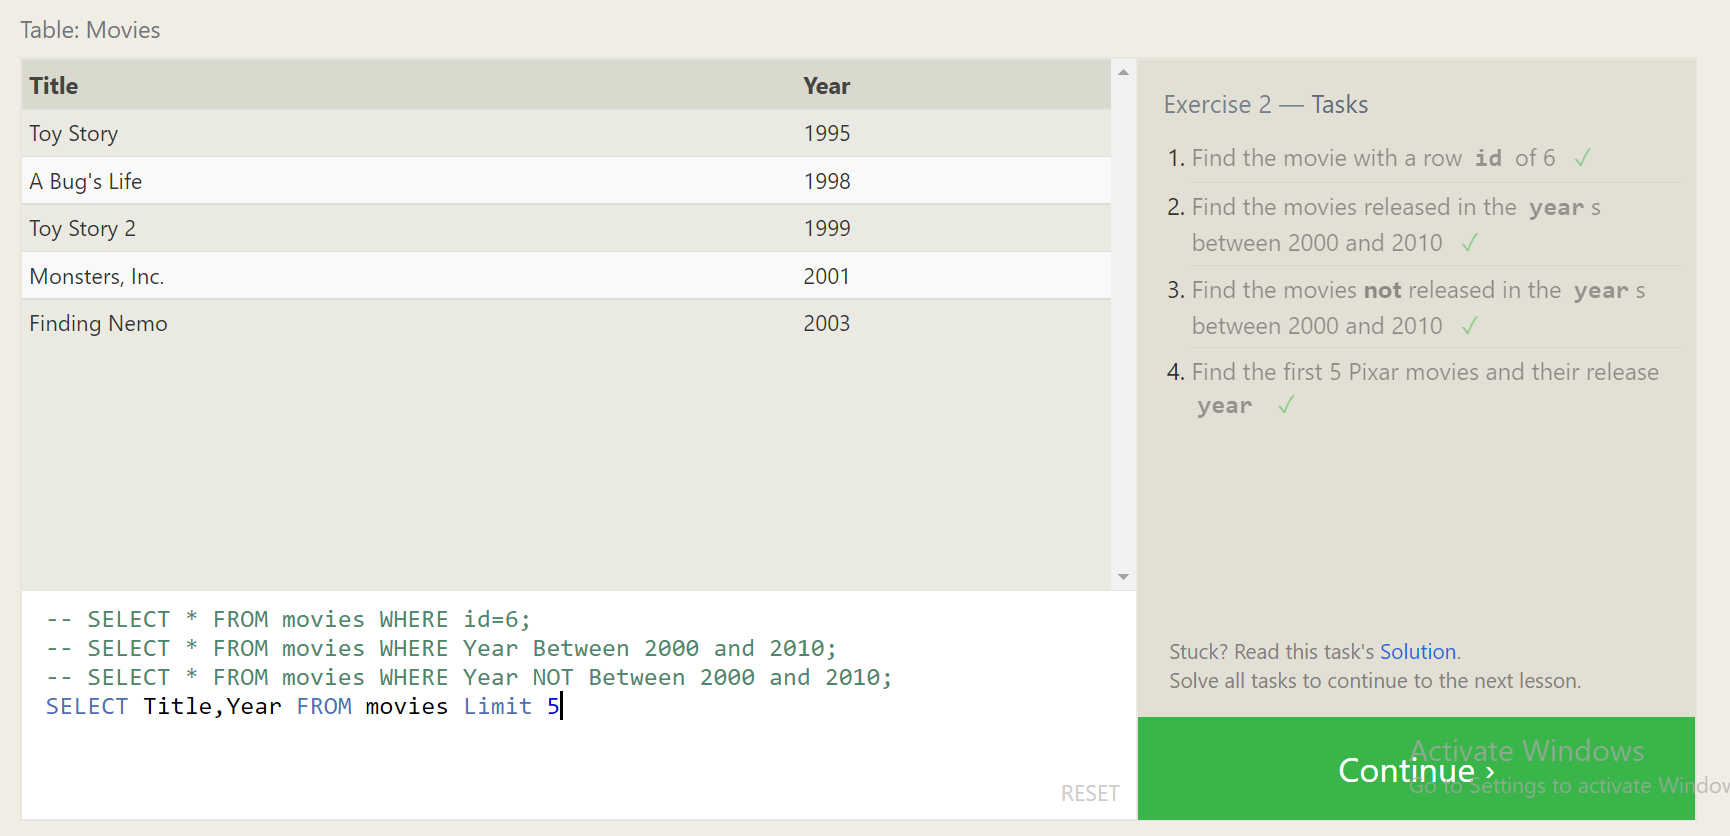 Table: Movies
Title Year
Toy Story 1995
A Bug's Life 1998
Toy Story 2 1999
Monsters, Inc. 2001
Finding Nemo 2003
-- SELECT * FROM movies WHERE id=6;
-- SELECT * FROM movies WHERE Year Between 2000 and 2010;
-- SELECT * FROM movies WHERE Year NOT Between 2000 and 2010;
SELECT Title,Year FROM movies Limit 5
RESET
Exercise 2 — Tasks
1. Find the movie with a row id of 6 ✓
2. Find the movies released in the year s
between 2000 and 2010 ✓
3. Find the movies not released in the year s
between 2000 and 2010 ✓
4. Find the first 5 Pixar movies and their release
year ✓
Stuck? Read this task's Solution.
Solve all tasks to continue to the next lesson.
Continue ›
Activate Windows
Go to Settings to activate Window